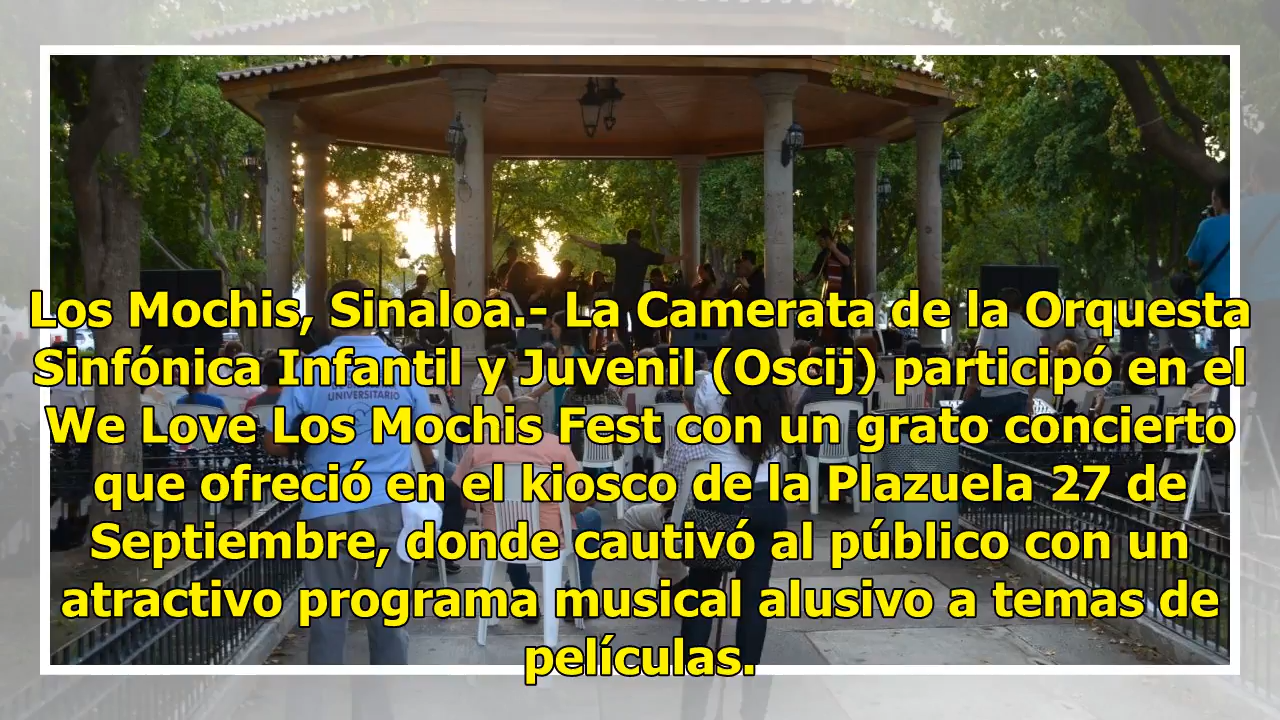 Los Mochis, Sinaloa.- La Camerata de la Orquesta
Sinfónica Infantil y Juvenil (Oscij) participó en el
We Love Los Mochis Fest con un grato concierto
que ofreció en el kiosco de la Plazuela 27 de
Septiembre, donde cautivó al público con un
atractivo programa musical alusivo a temas de
películas.
UNIVERSITARIO